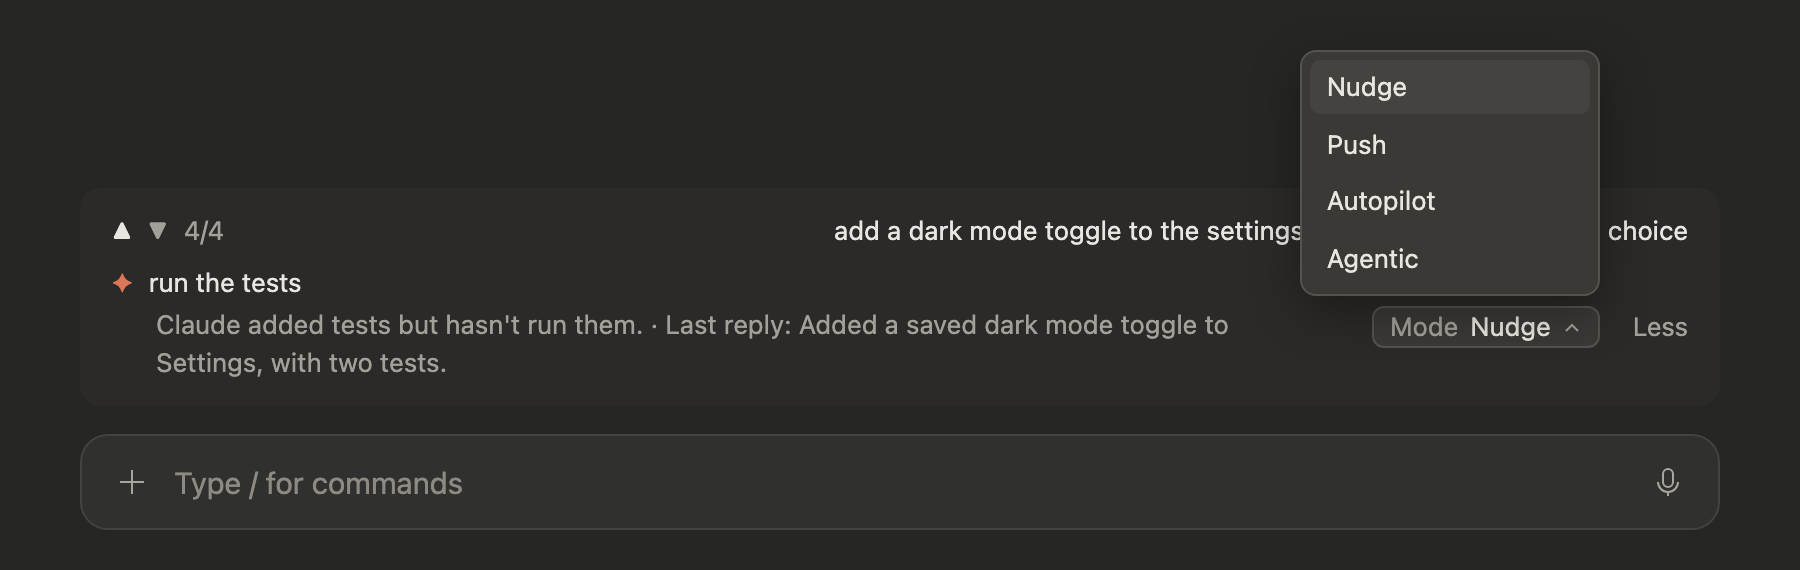 Nudge
Push
Autopilot
Agentic
4/4
add a dark mode toggle to the settings choice
run the tests
Claude added tests but hasn't run them. · Last reply: Added a saved dark mode toggle to
Settings, with two tests.
Mode Nudge
Less
Type / for commands